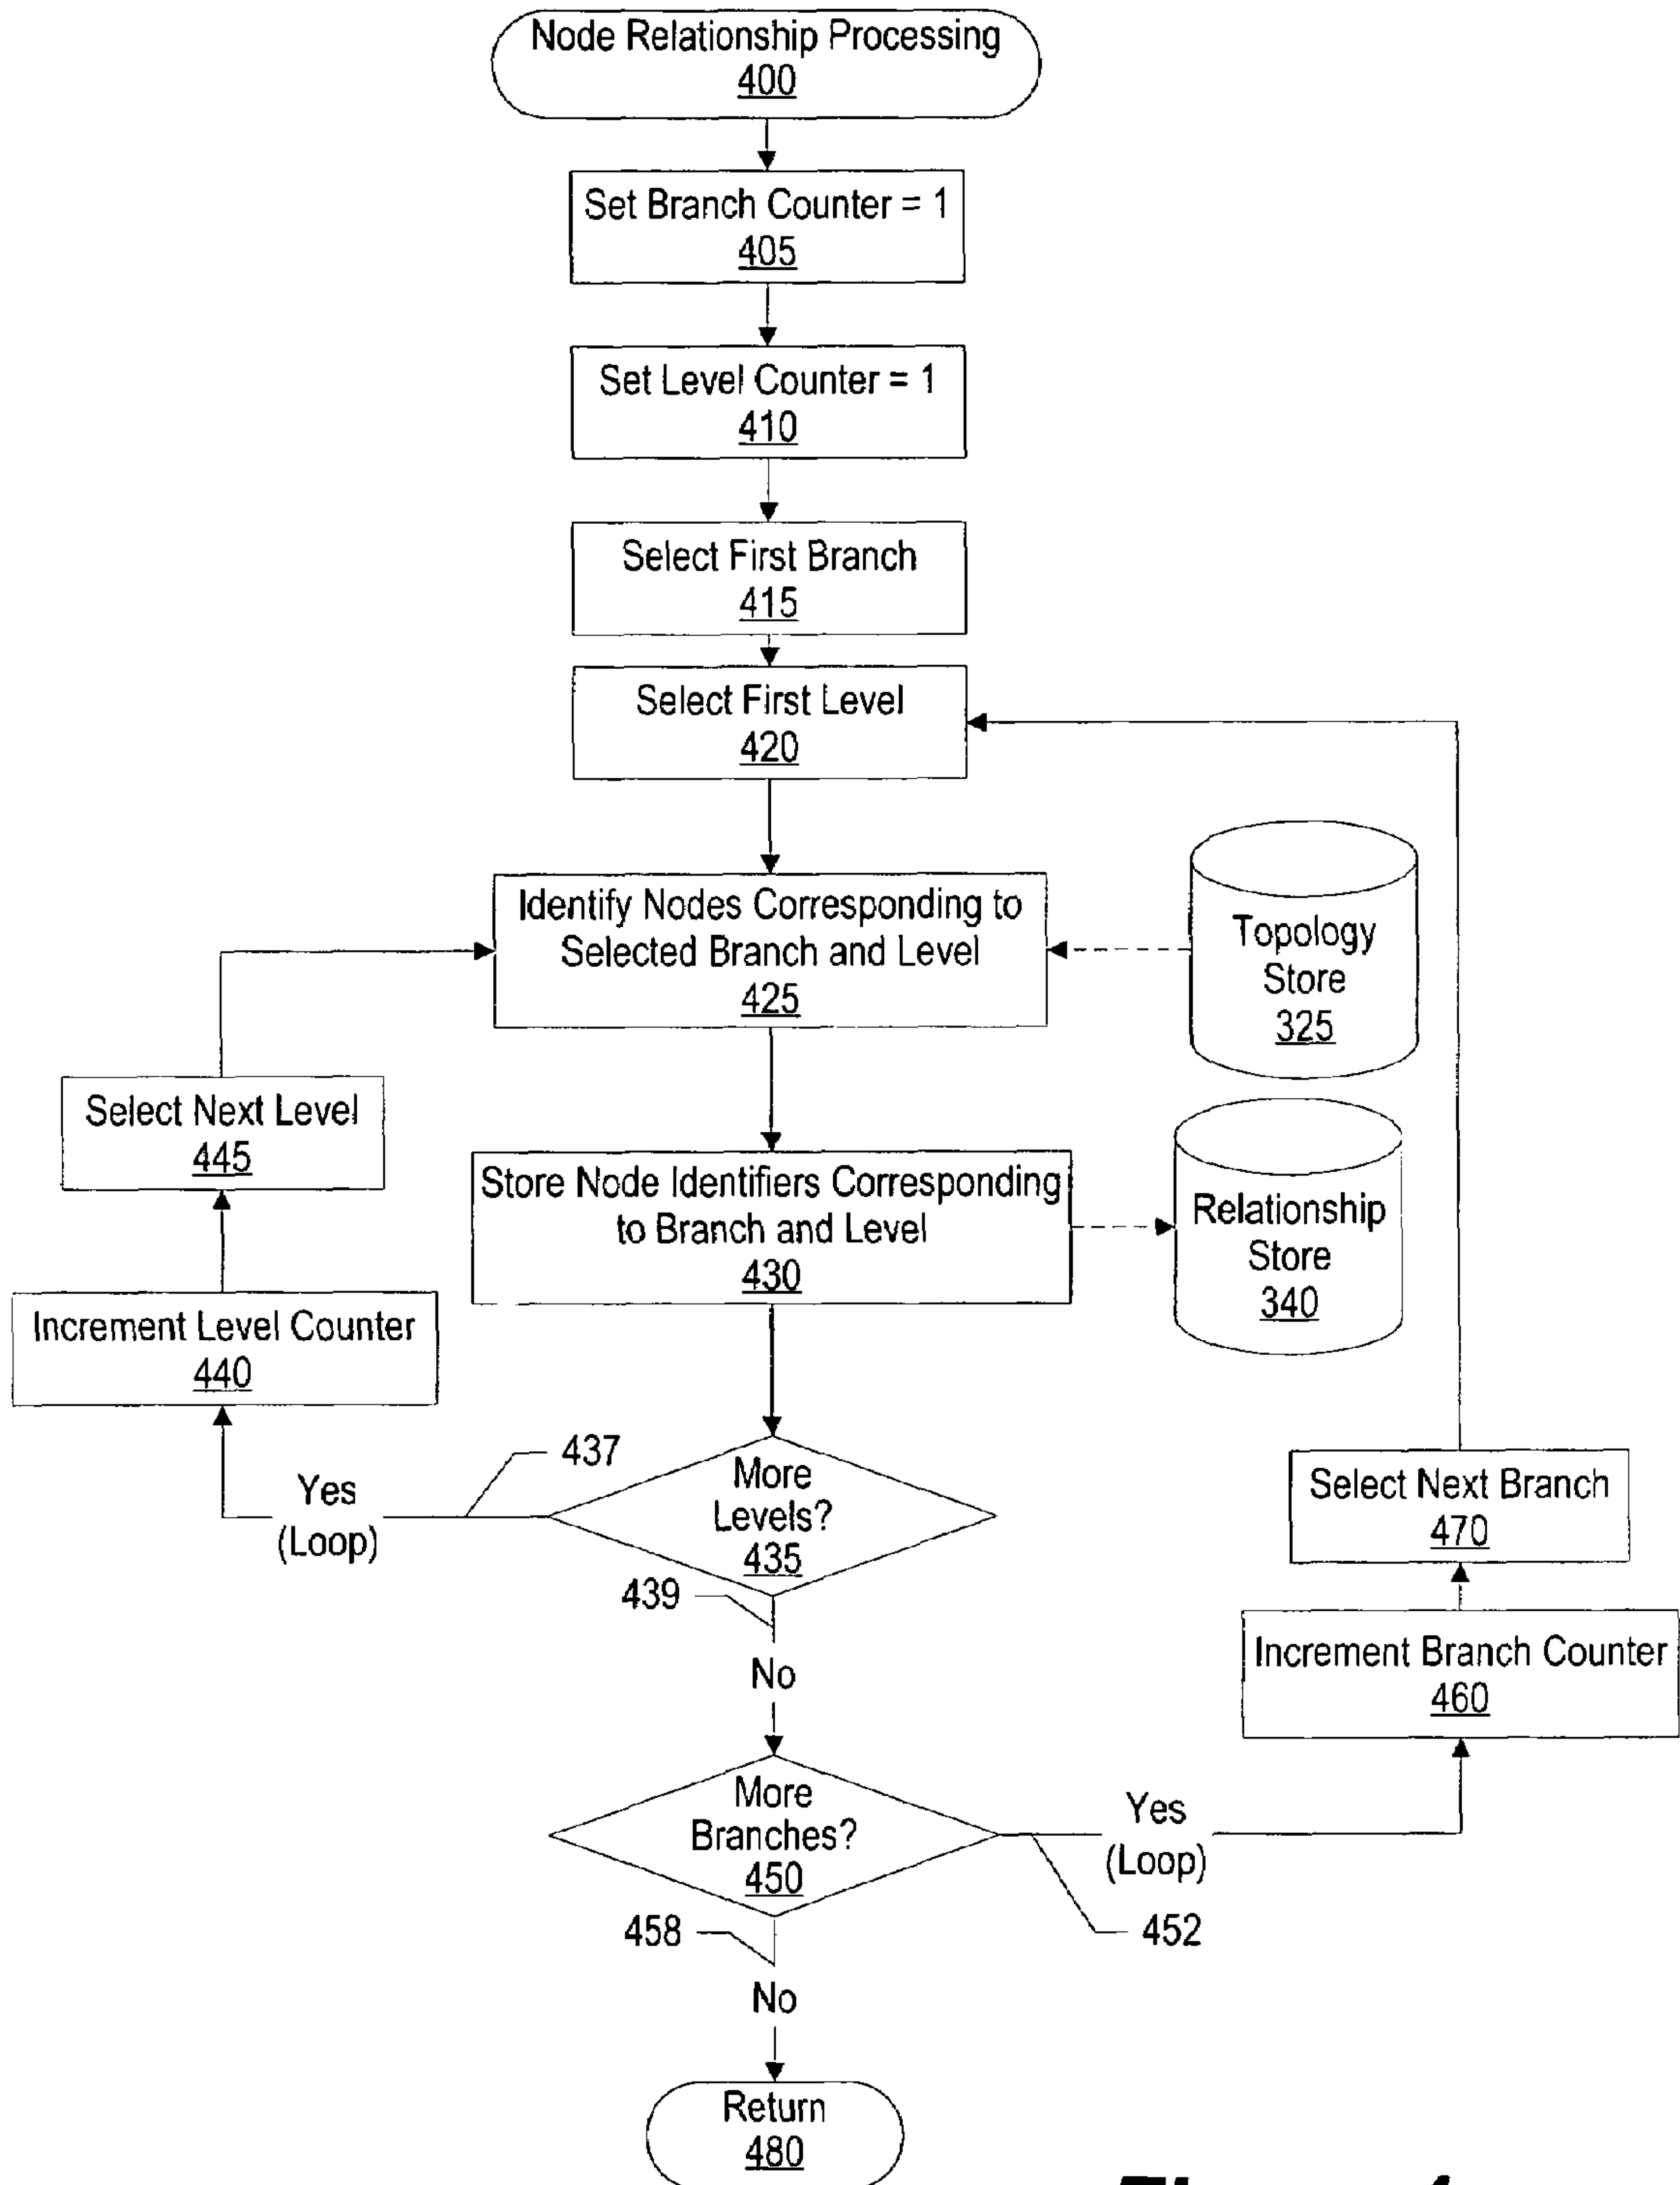 Node Relationship Processing
400
Set Branch Counter = 1
405
Set Level Counter = 1
410
Select First Branch
415
Select First Level
420
Identify Nodes Corresponding to
Selected Branch and Level
425
Topology
Store
325
Select Next Level
445
Store Node Identifiers Corresponding
to Branch and Level
430
Relationship
Store
340
Increment Level Counter
440
437
Yes
(Loop)
More
Levels?
435
439
No
Select Next Branch
470
Increment Branch Counter
460
More
Branches?
450
Yes
(Loop)
452
458
No
Return
480